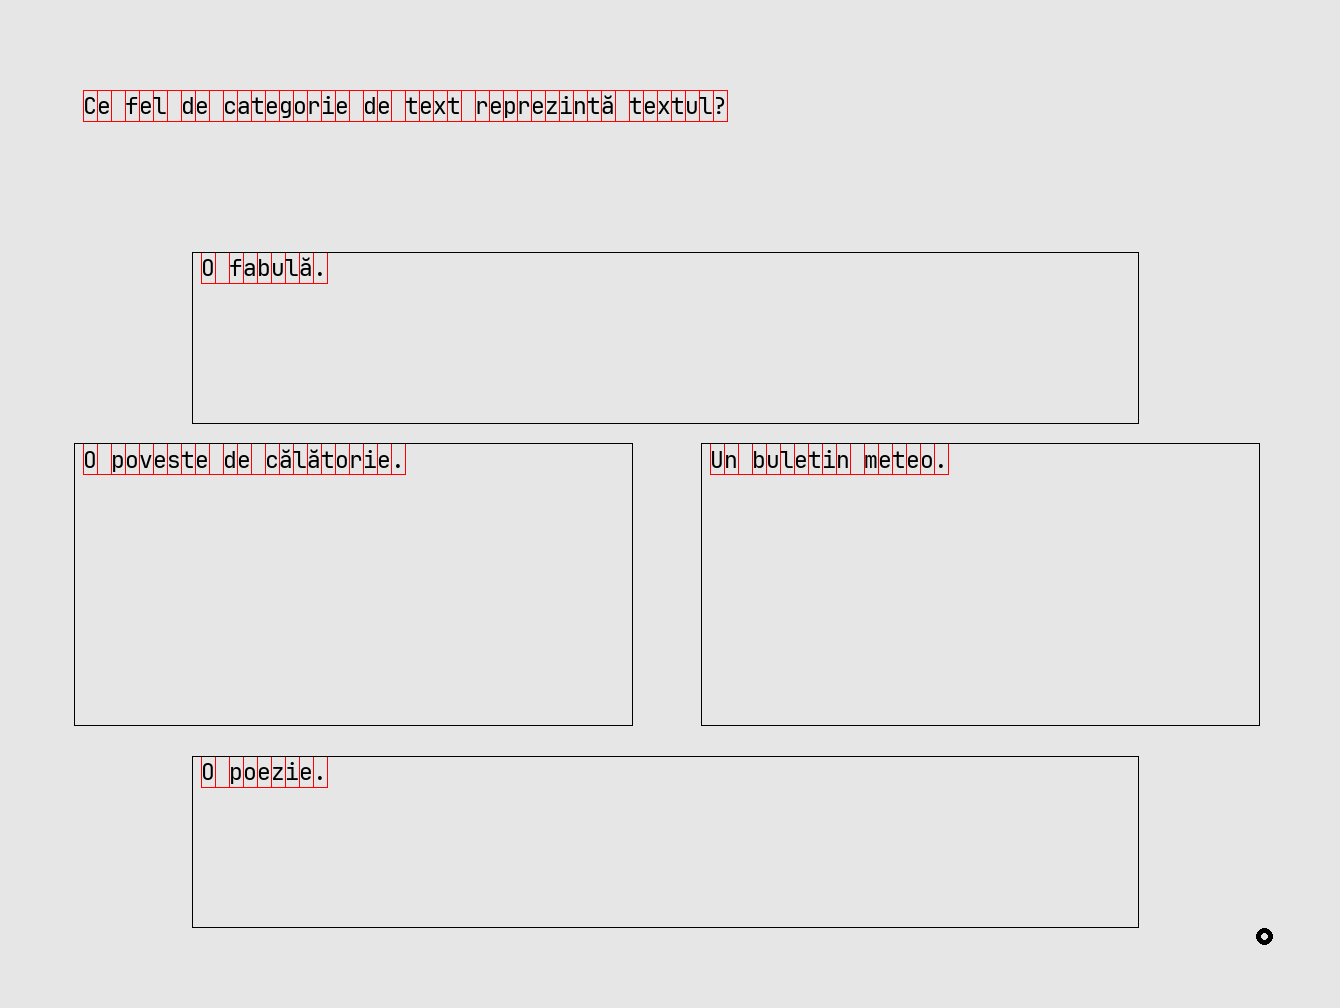 Ce fel de categorie de text reprezintă textul?
O fabulă.
O poveste de călătorie.
Un buletin meteo.
O poezie.